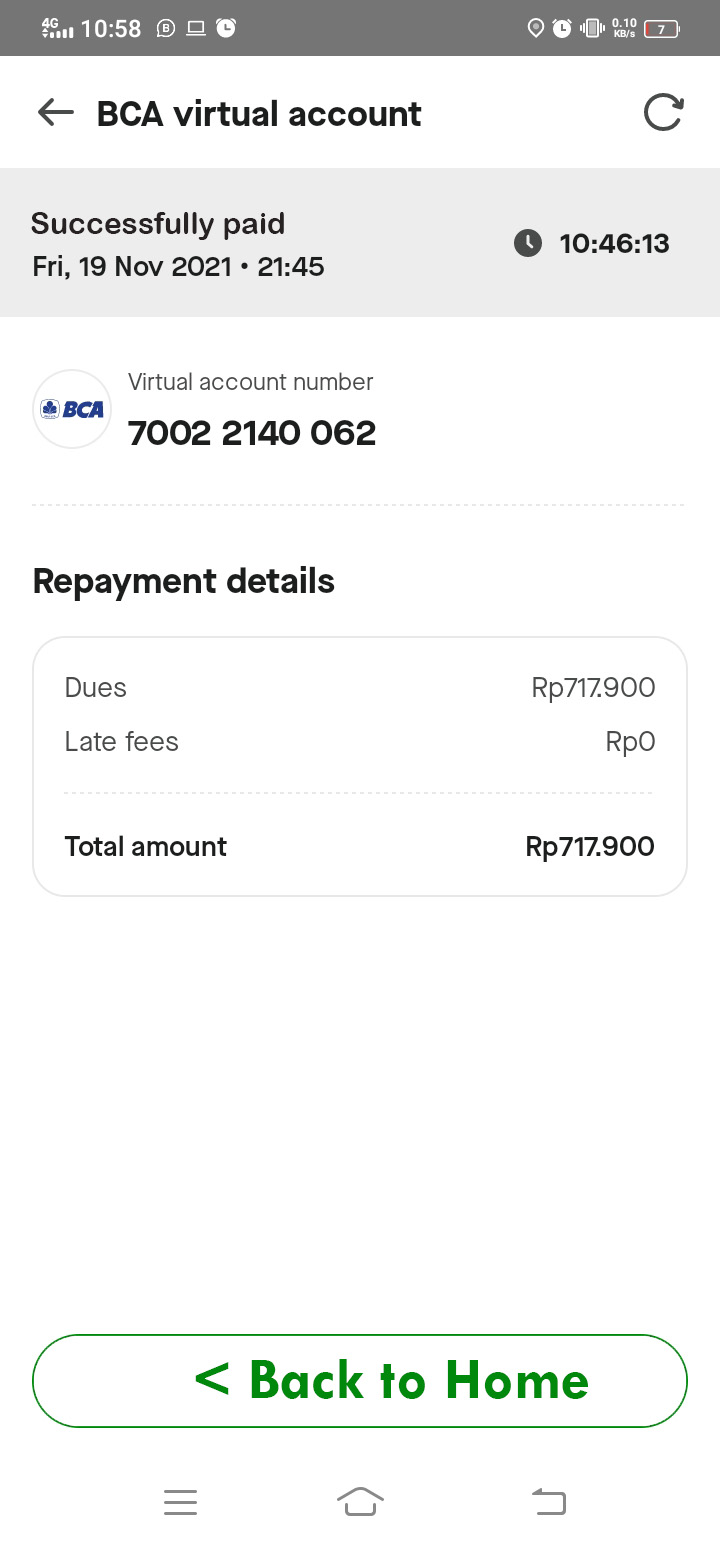 4G 10:58 B 0.10 KB/s 7
BCA virtual account
Successfully paid
Fri, 19 Nov 2021 • 21:45
10:46:13
Virtual account number
BCA
7002 2140 062
Repayment details
Dues Rp717.900
Late fees Rp0
Total amount Rp717.900
< Back to Home